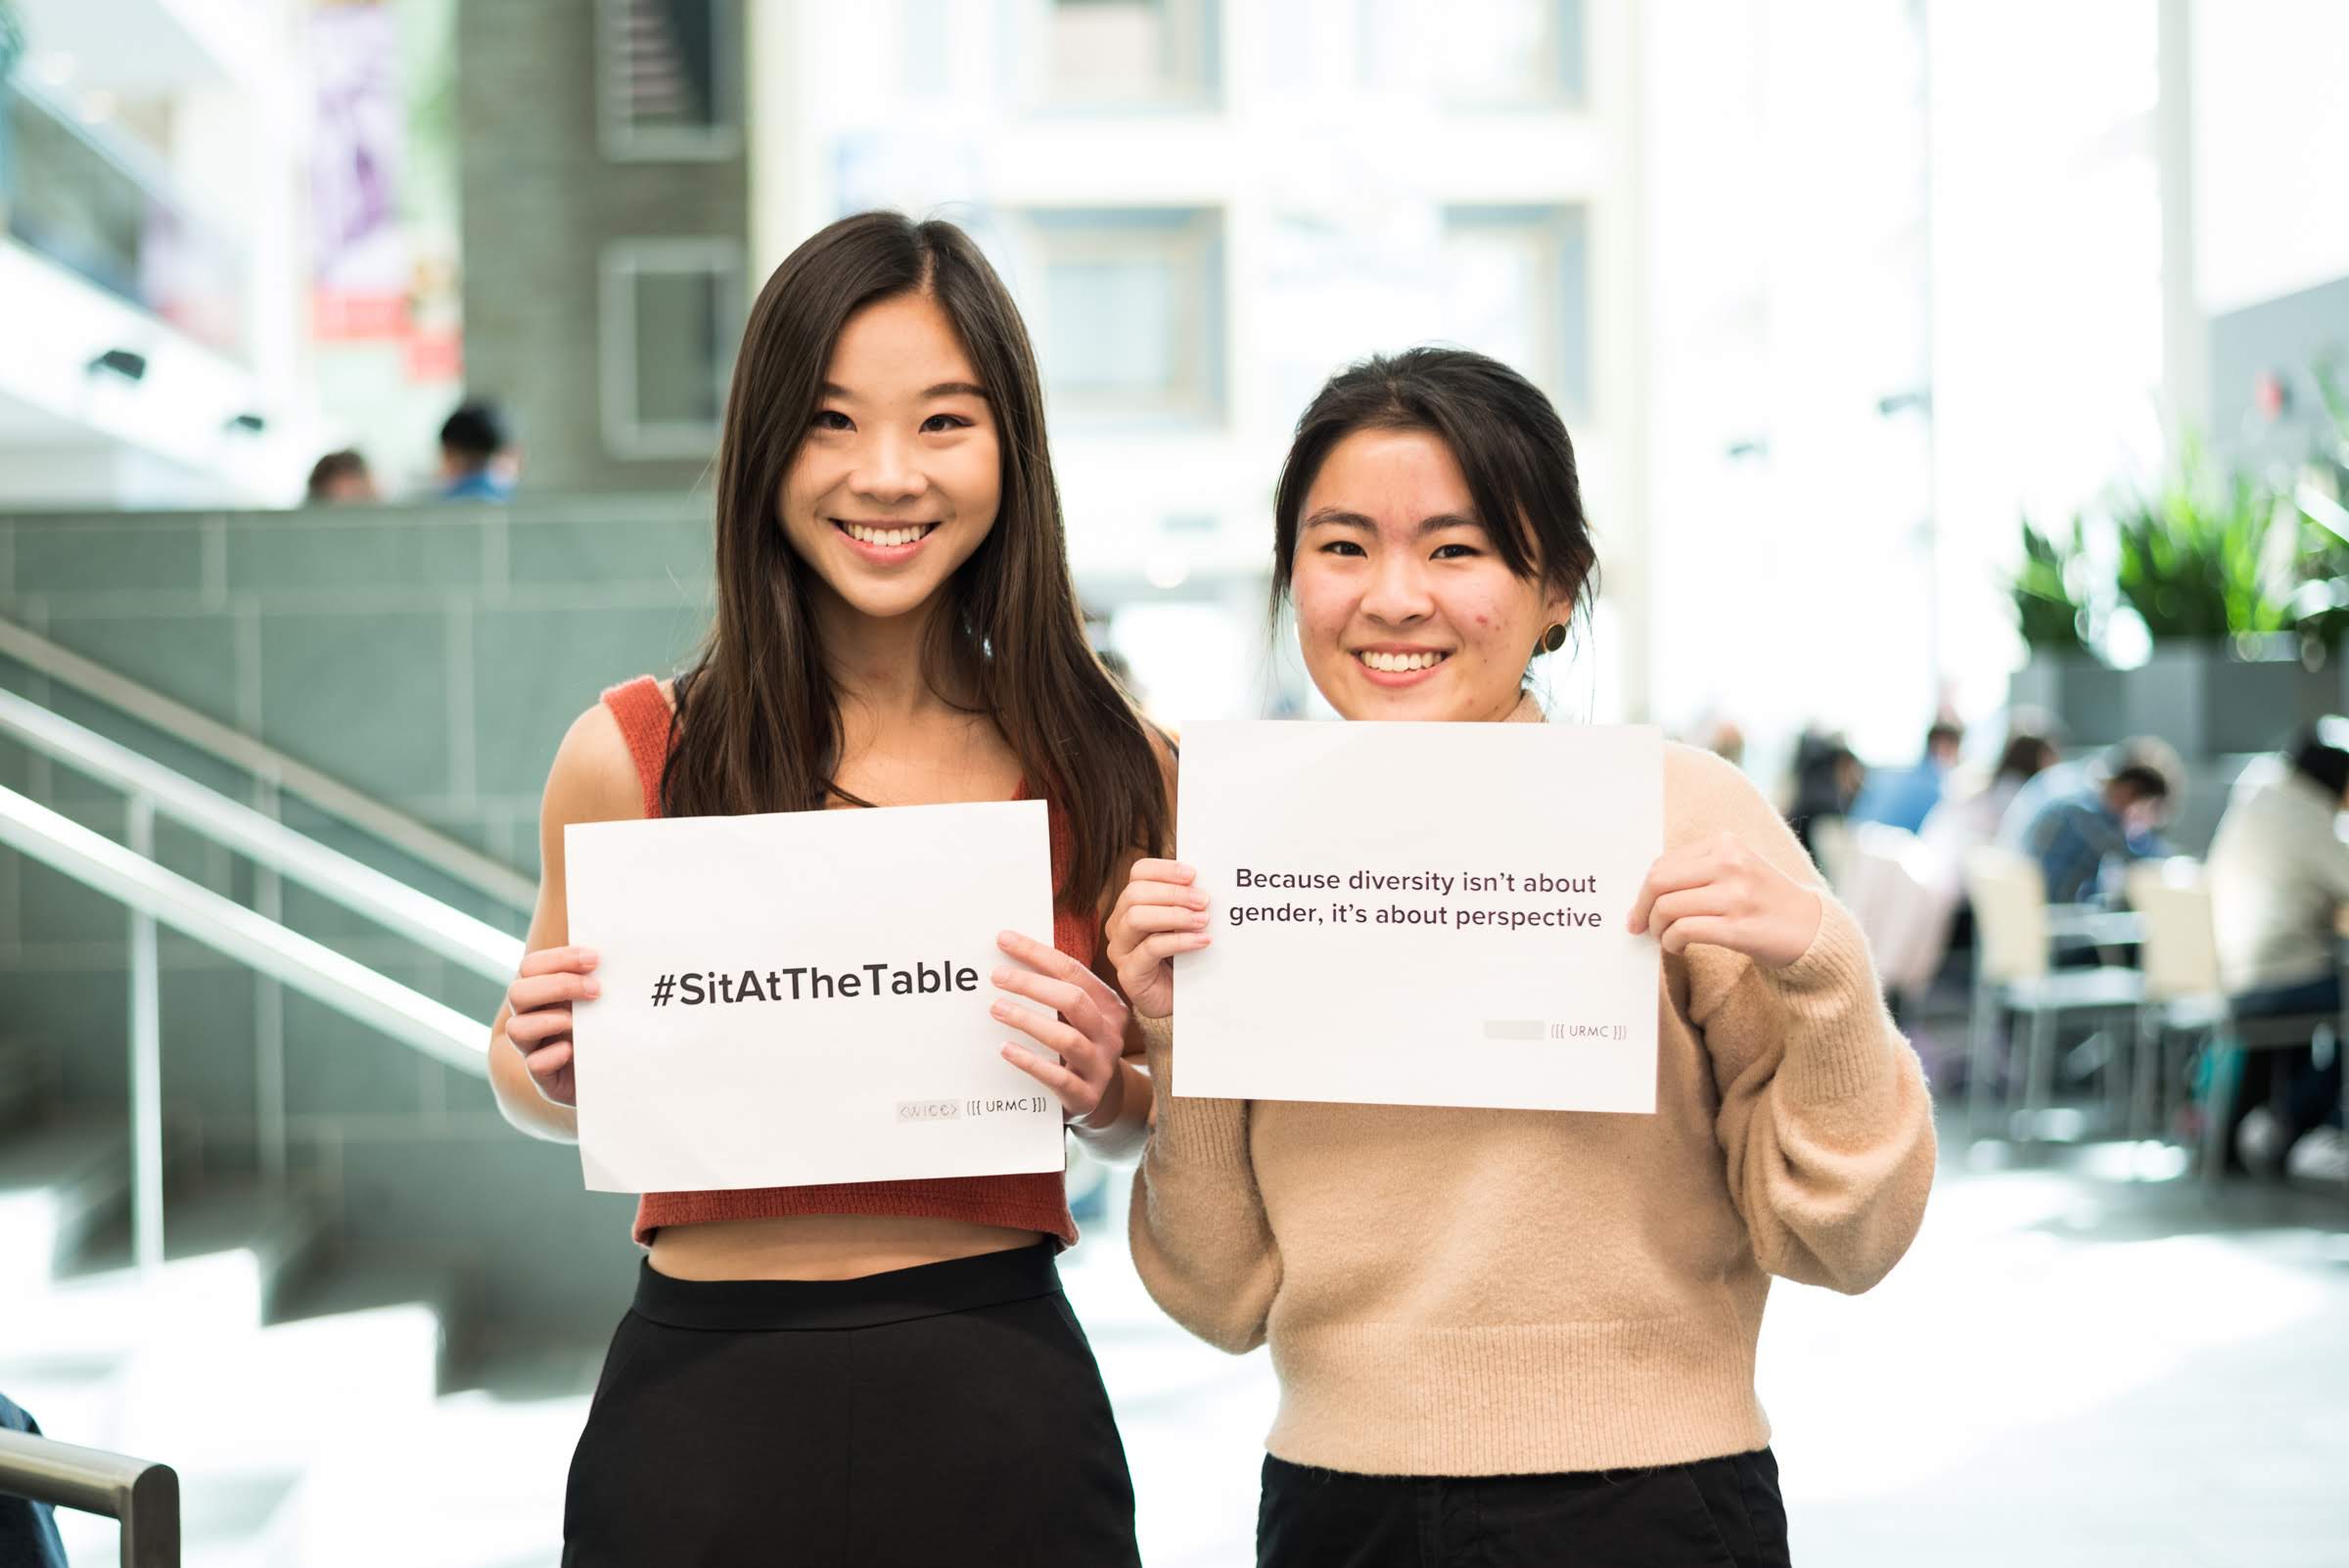 #SitAtTheTable
<WICC> ([[ URMC ]])
Because diversity isn't about
gender, it's about perspective
([[ URMC ]])